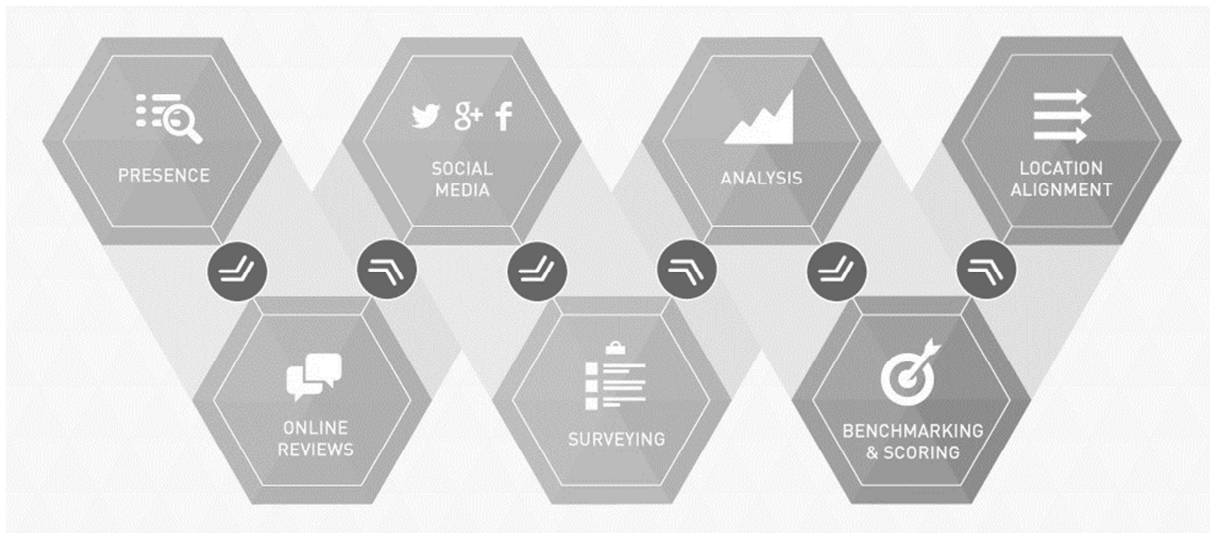 PRESENCE
ONLINE
REVIEWS
g+ f
SOCIAL
MEDIA
SURVEYING
ANALYSIS
BENCHMARKING
& SCORING
LOCATION
ALIGNMENT